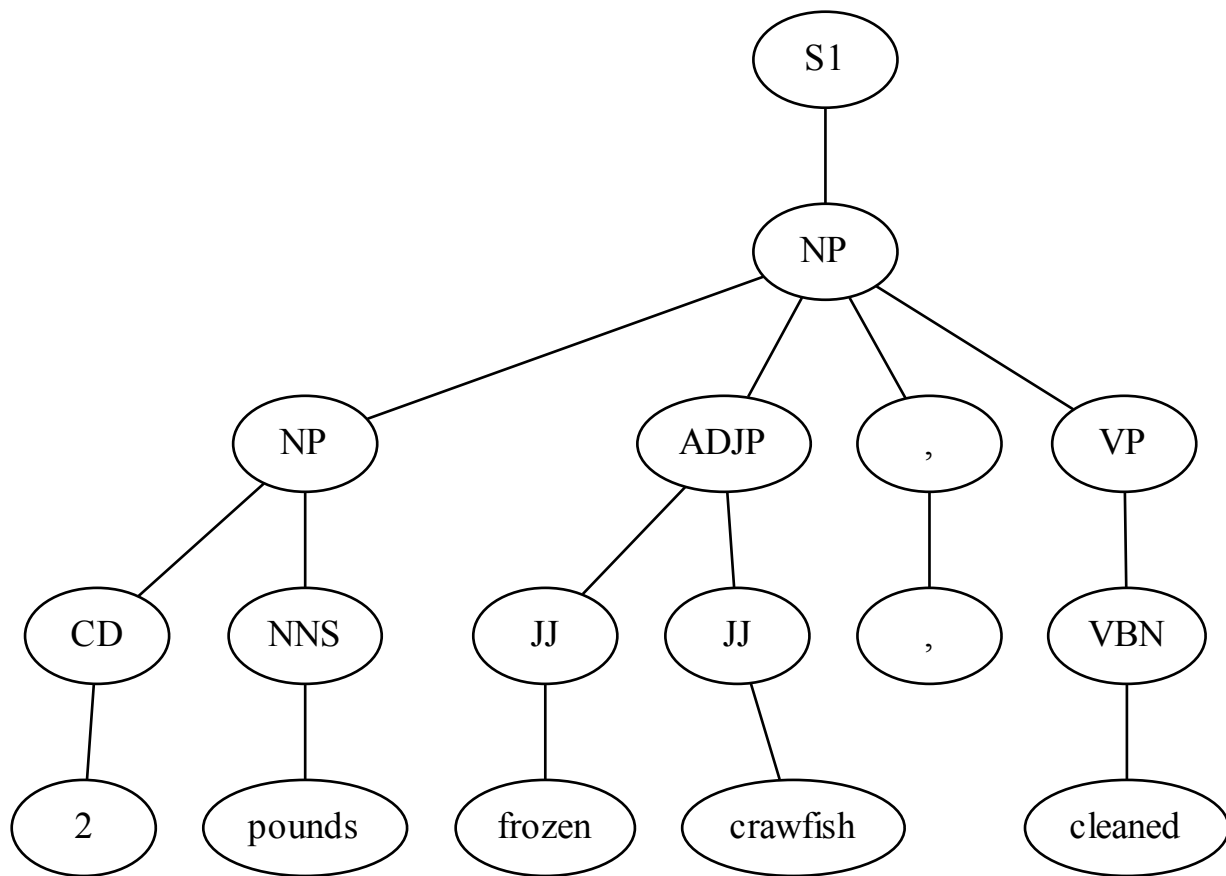 S1
NP
NP ADJP , VP
CD NNS JJ JJ , VBN
2 pounds frozen crawfish cleaned